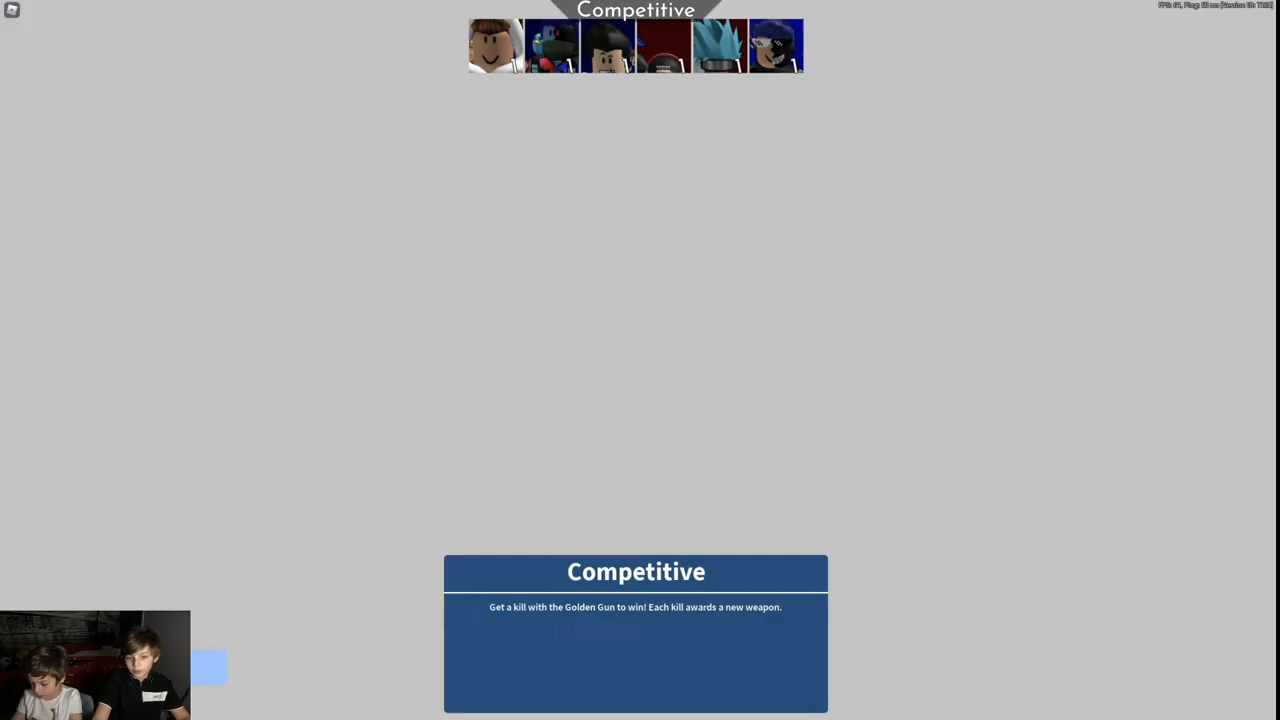 Competitive
Competitive
Get a kill with the Golden Gun to win! Each kill awards a new weapon.